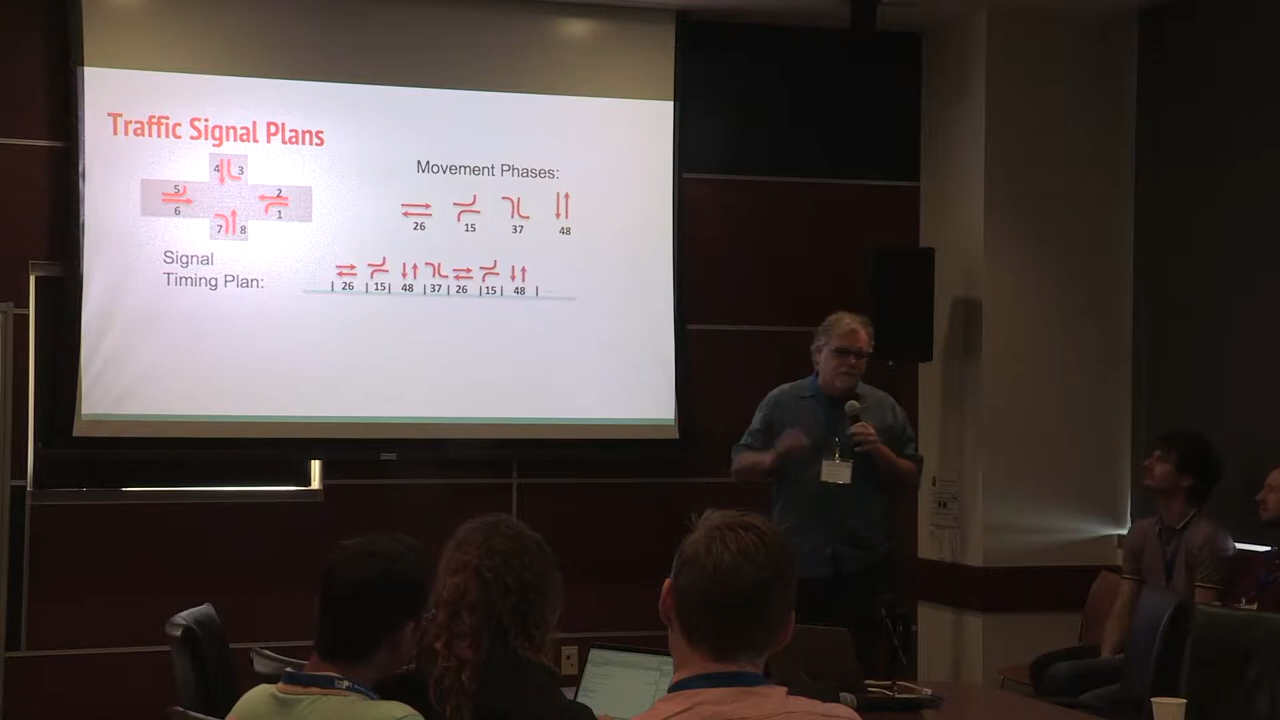 Traffic Signal Plans
4 3
5 2
6 1
7 8
Movement Phases:
26 15 37 48
Signal
Timing Plan:
| 26 | 15 | 48 | 37 | 26 | 15 | 48 |